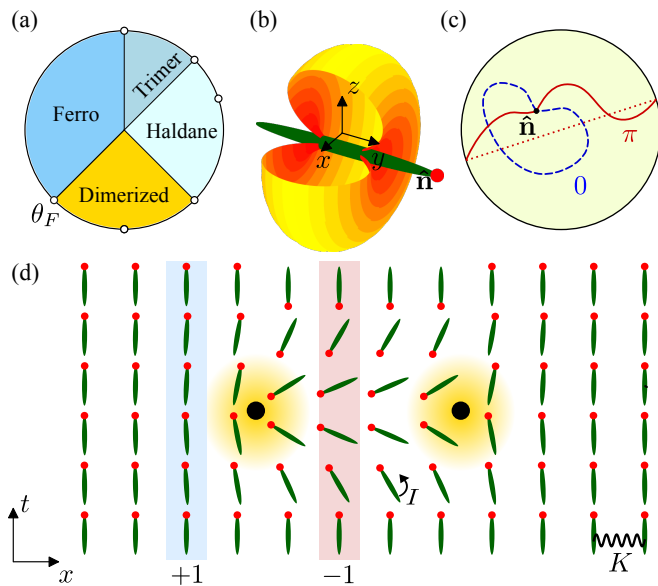 (a)
(b)
(c)
Ferro
Trimer
Haldane
Dimerized
θ_F
z
x
y
n̂
n̂
π
0
(d)
t
x
I
K
+1
−1